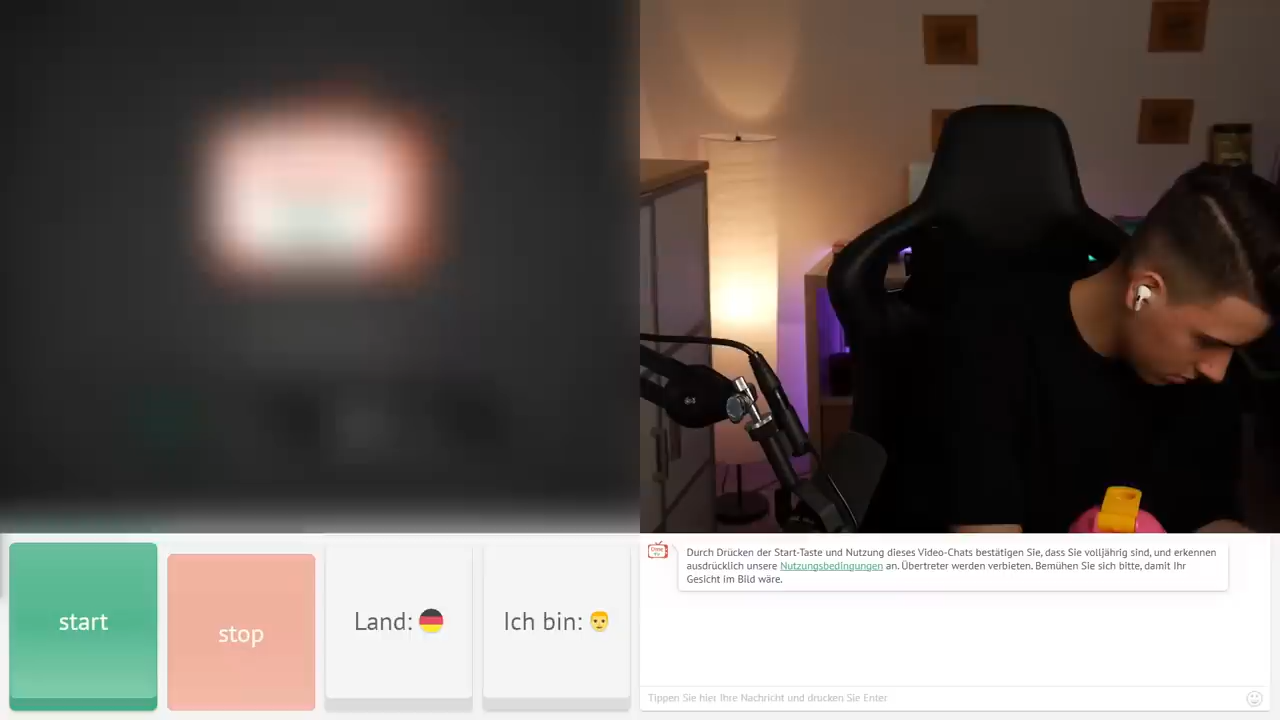 start
stop
Land:
Ich bin:
Durch Drücken der Start-Taste und Nutzung dieses Video-Chats bestätigen Sie, dass Sie volljährig sind, und erkennen
ausdrücklich unsere Nutzungsbedingungen an. Übertreter werden verbieten. Bemühen Sie sich bitte, damit Ihr
Gesicht im Bild wäre.
Tippen Sie hier Ihre Nachricht und drucken Sie Enter